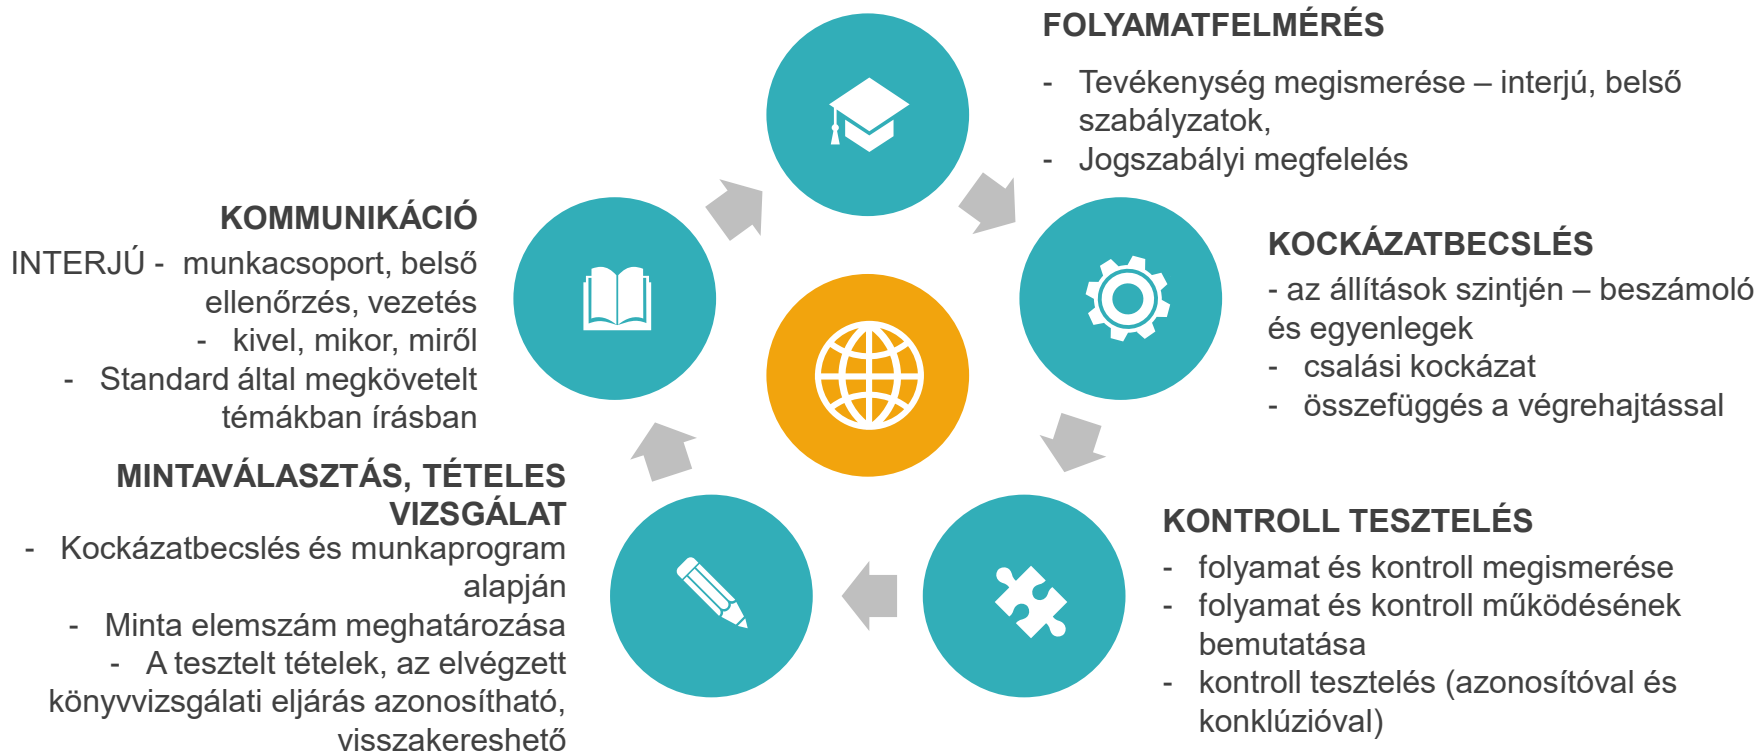 FOLYAMATFELMÉRÉS
- Tevékenység megismerése – interjú, belső
szabályzatok,
- Jogszabályi megfelelés
KOCKÁZATBECSLÉS
- az állítások szintjén – beszámoló
és egyenlegek
- csalási kockázat
- összefüggés a végrehajtással
KONTROLL TESZTELÉS
- folyamat és kontroll megismerése
- folyamat és kontroll működésének
bemutatása
- kontroll tesztelés (azonosítóval és
konklúzióval)
MINTAVÁLASZTÁS, TÉTELES
VIZSGÁLAT
- Kockázatbecslés és munkaprogram
alapján
- Minta elemszám meghatározása
- A tesztelt tételek, az elvégzett
könyvvizsgálati eljárás azonosítható,
visszakereshető
KOMMUNIKÁCIÓ
INTERJÚ - munkacsoport, belső
ellenőrzés, vezetés
- kivel, mikor, miről
- Standard által megkövetelt
témákban írásban